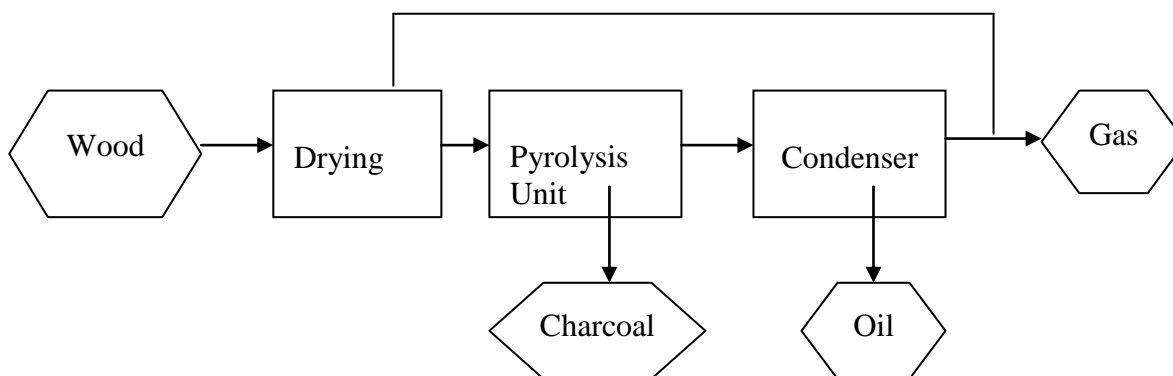 Wood
Drying
Pyrolysis
Unit
Condenser
Gas
Charcoal
Oil